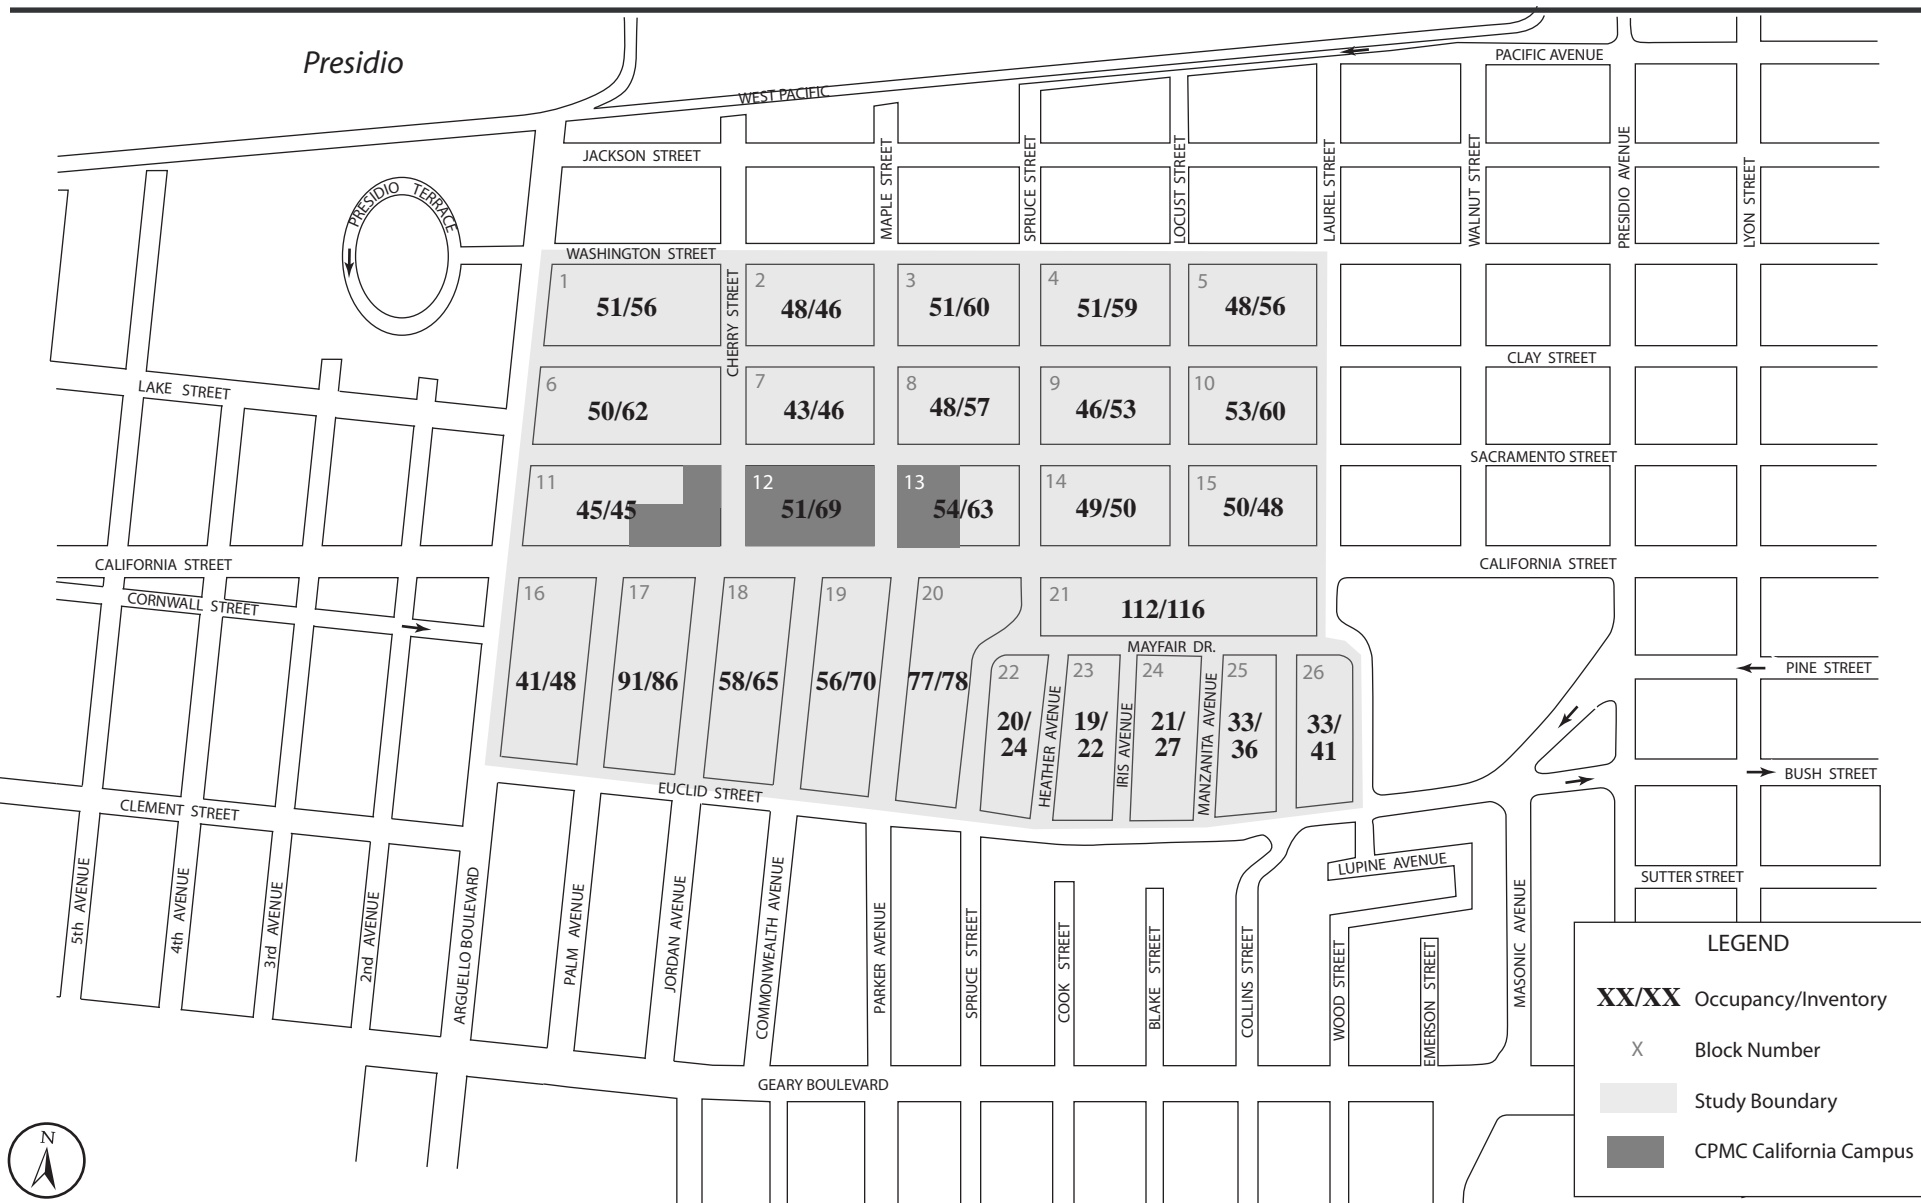 Presidio
PACIFIC AVENUE
WEST PACIFIC
JACKSON STREET
PRESIDIO TERRACE
MAPLE STREET
SPRUCE STREET
LOCUST STREET
LAUREL STREET
WALNUT STREET
PRESIDIO AVENUE
LYON STREET
WASHINGTON STREET
CHERRY STREET
1
51/56
2
48/46
3
51/60
4
51/59
5
48/56
CLAY STREET
LAKE STREET
6
50/62
7
43/46
8
48/57
9
46/53
10
53/60
SACRAMENTO STREET
11
45/45
12
51/69
13
54/63
14
49/50
15
50/48
CALIFORNIA STREET
CALIFORNIA STREET
CORNWALL STREET
16
41/48
17
91/86
18
58/65
19
56/70
20
77/78
21
112/116
MAYFAIR DR.
22
20/
24
HEATHER AVENUE
23
19/
22
IRIS AVENUE
24
21/
27
MANZANITA AVENUE
25
33/
36
26
33/
41
PINE STREET
BUSH STREET
EUCLID STREET
CLEMENT STREET
LUPINE AVENUE
SUTTER STREET
5th AVENUE
4th AVENUE
3rd AVENUE
2nd AVENUE
ARGUELLO BOULEVARD
PALM AVENUE
JORDAN AVENUE
COMMONWEALTH AVENUE
PARKER AVENUE
SPRUCE STREET
COOK STREET
BLAKE STREET
COLLINS STREET
WOOD STREET
EMERSON STREET
MASONIC AVENUE
GEARY BOULEVARD
LEGEND
XX/XX Occupancy/Inventory
X Block Number
Study Boundary
CPMC California Campus
N